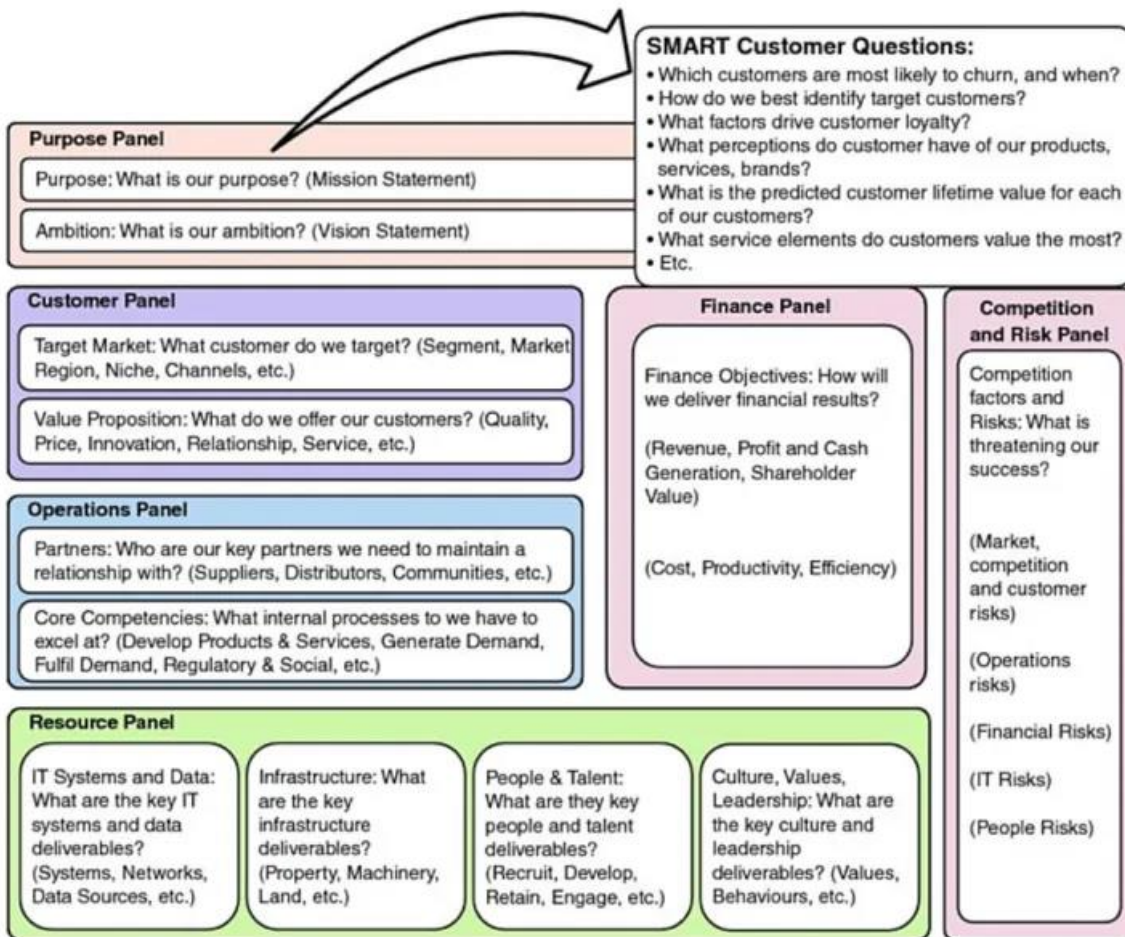 SMART Customer Questions:
• Which customers are most likely to churn, and when?
• How do we best identify target customers?
• What factors drive customer loyalty?
• What perceptions do customer have of our products,
services, brands?
• What is the predicted customer lifetime value for each
of our customers?
• What service elements do customers value the most?
• Etc.
Purpose Panel
Purpose: What is our purpose? (Mission Statement)
Ambition: What is our ambition? (Vision Statement)
Customer Panel
Target Market: What customer do we target? (Segment, Market
Region, Niche, Channels, etc.)
Value Proposition: What do we offer our customers? (Quality,
Price, Innovation, Relationship, Service, etc.)
Operations Panel
Partners: Who are our key partners we need to maintain a
relationship with? (Suppliers, Distributors, Communities, etc.)
Core Competencies: What internal processes to we have to
excel at? (Develop Products & Services, Generate Demand,
Fulfil Demand, Regulatory & Social, etc.)
Finance Panel
Finance Objectives: How will
we deliver financial results?
(Revenue, Profit and Cash
Generation, Shareholder
Value)
(Cost, Productivity, Efficiency)
Competition
and Risk Panel
Competition
factors and
Risks: What is
threatening our
success?
(Market,
competition
and customer
risks)
(Operations
risks)
(Financial Risks)
(IT Risks)
(People Risks)
Resource Panel
IT Systems and Data:
What are the key IT
systems and data
deliverables?
(Systems, Networks,
Data Sources, etc.)
Infrastructure: What
are the key
infrastructure
deliverables?
(Property, Machinery,
Land, etc.)
People & Talent:
What are they key
people and talent
deliverables?
(Recruit, Develop,
Retain, Engage, etc.)
Culture, Values,
Leadership: What are
the key culture and
leadership
deliverables? (Values,
Behaviours, etc.)